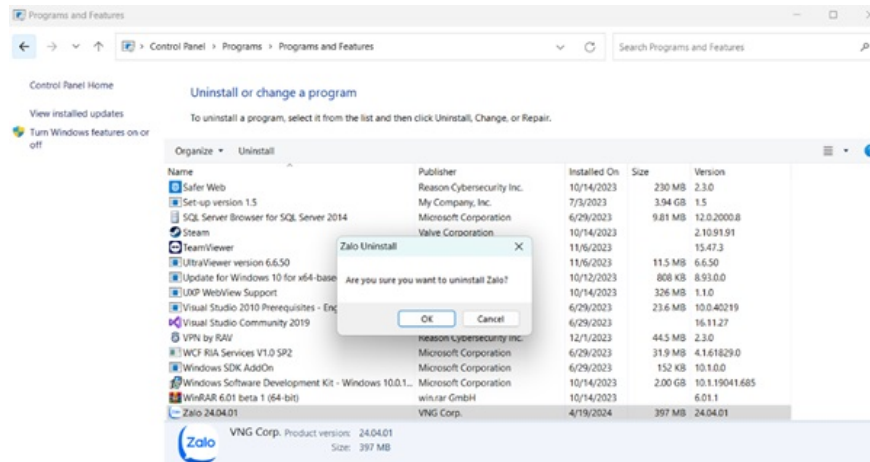 Programs and Features
Control Panel > Programs > Programs and Features
Search Programs and Features
Control Panel Home
View installed updates
Turn Windows features on or
off
Uninstall or change a program
To uninstall a program, select it from the list and then click Uninstall, Change, or Repair.
Organize Uninstall
Name Publisher Installed On Size Version
Safer Web Reason Cybersecurity Inc. 10/14/2023 230 MB 2.3.0
Set-up version 1.5 My Company, Inc. 7/3/2023 3.94 GB 1.5
SQL Server Browser for SQL Server 2014 Microsoft Corporation 6/29/2023 9.81 MB 12.0.2000.8
Steam Valve Corporation 10/14/2023 2.10.91.91
TeamViewer 11/6/2023 15.47.3
UltraViewer version 6.6.50 11/6/2023 11.5 MB 6.6.50
Update for Windows 10 for x64-base 10/12/2023 808 KB 8.93.0.0
UXP WebView Support 10/14/2023 326 MB 1.1.0
Visual Studio 2010 Prerequisites - Eng 6/29/2023 23.6 MB 10.0.40219
Visual Studio Community 2019 6/29/2023 16.11.27
VPN by RAV Reason Cybersecurity Inc. 12/1/2023 44.5 MB 2.3.0
WCF RIA Services V1.0 SP2 Microsoft Corporation 6/29/2023 31.9 MB 4.1.61829.0
Windows SDK AddOn Microsoft Corporation 6/29/2023 152 KB 10.1.0.0
Windows Software Development Kit - Windows 10.0.1... Microsoft Corporation 10/14/2023 2.00 GB 10.1.19041.685
WinRAR 6.01 beta 1 (64-bit) win.rar GmbH 10/14/2023 6.01.1
Zalo 24.04.01 VNG Corp. 4/19/2024 397 MB 24.04.01
Zalo Uninstall
Are you sure you want to uninstall Zalo?
OK Cancel
Zalo
VNG Corp. Product version: 24.04.01
Size: 397 MB